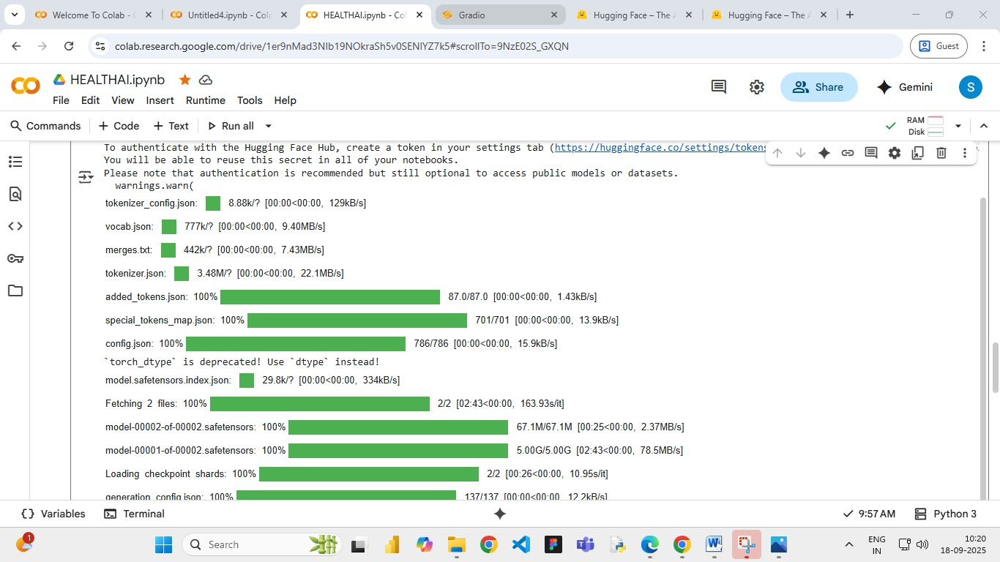 Welcome To Colab - C
Untitled4.ipynb - Cola
HEALTHAI.ipynb - Co
Gradio
Hugging Face – The A
Hugging Face – The A
colab.research.google.com/drive/1er9nMad3NIb19NOkraSh5v0SENIYZ7k5#scrollTo=9NzE02S_GXQN
Guest
HEALTHAI.ipynb
File Edit View Insert Runtime Tools Help
Share
Gemini
S
Commands
+ Code + Text
Run all
RAM
Disk
To authenticate with the Hugging Face Hub, create a token in your settings tab (https://huggingface.co/settings/tokens
You will be able to reuse this secret in all of your notebooks.
Please note that authentication is recommended but still optional to access public models or datasets.
warnings.warn(
tokenizer_config.json: 8.88k/? [00:00<00:00, 129kB/s]
vocab.json: 777k/? [00:00<00:00, 9.40MB/s]
merges.txt: 442k/? [00:00<00:00, 7.43MB/s]
tokenizer.json: 3.48M/? [00:00<00:00, 22.1MB/s]
added_tokens.json: 100% 87.0/87.0 [00:00<00:00, 1.43kB/s]
special_tokens_map.json: 100% 701/701 [00:00<00:00, 13.9kB/s]
config.json: 100% 786/786 [00:00<00:00, 15.9kB/s]
`torch_dtype` is deprecated! Use `dtype` instead!
model.safetensors.index.json: 29.8k/? [00:00<00:00, 334kB/s]
Fetching 2 files: 100% 2/2 [02:43<00:00, 163.93s/it]
model-00002-of-00002.safetensors: 100% 67.1M/67.1M [00:25<00:00, 2.37MB/s]
model-00001-of-00002.safetensors: 100% 5.00G/5.00G [02:43<00:00, 78.5MB/s]
Loading checkpoint shards: 100% 2/2 [00:26<00:00, 10.95s/it]
generation_config.json: 100% 137/137 [00:00<00:00, 12.2kB/s]
Variables
Terminal
9:57 AM
Python 3
1
Search
ENG
IN
10:20
18-09-2025